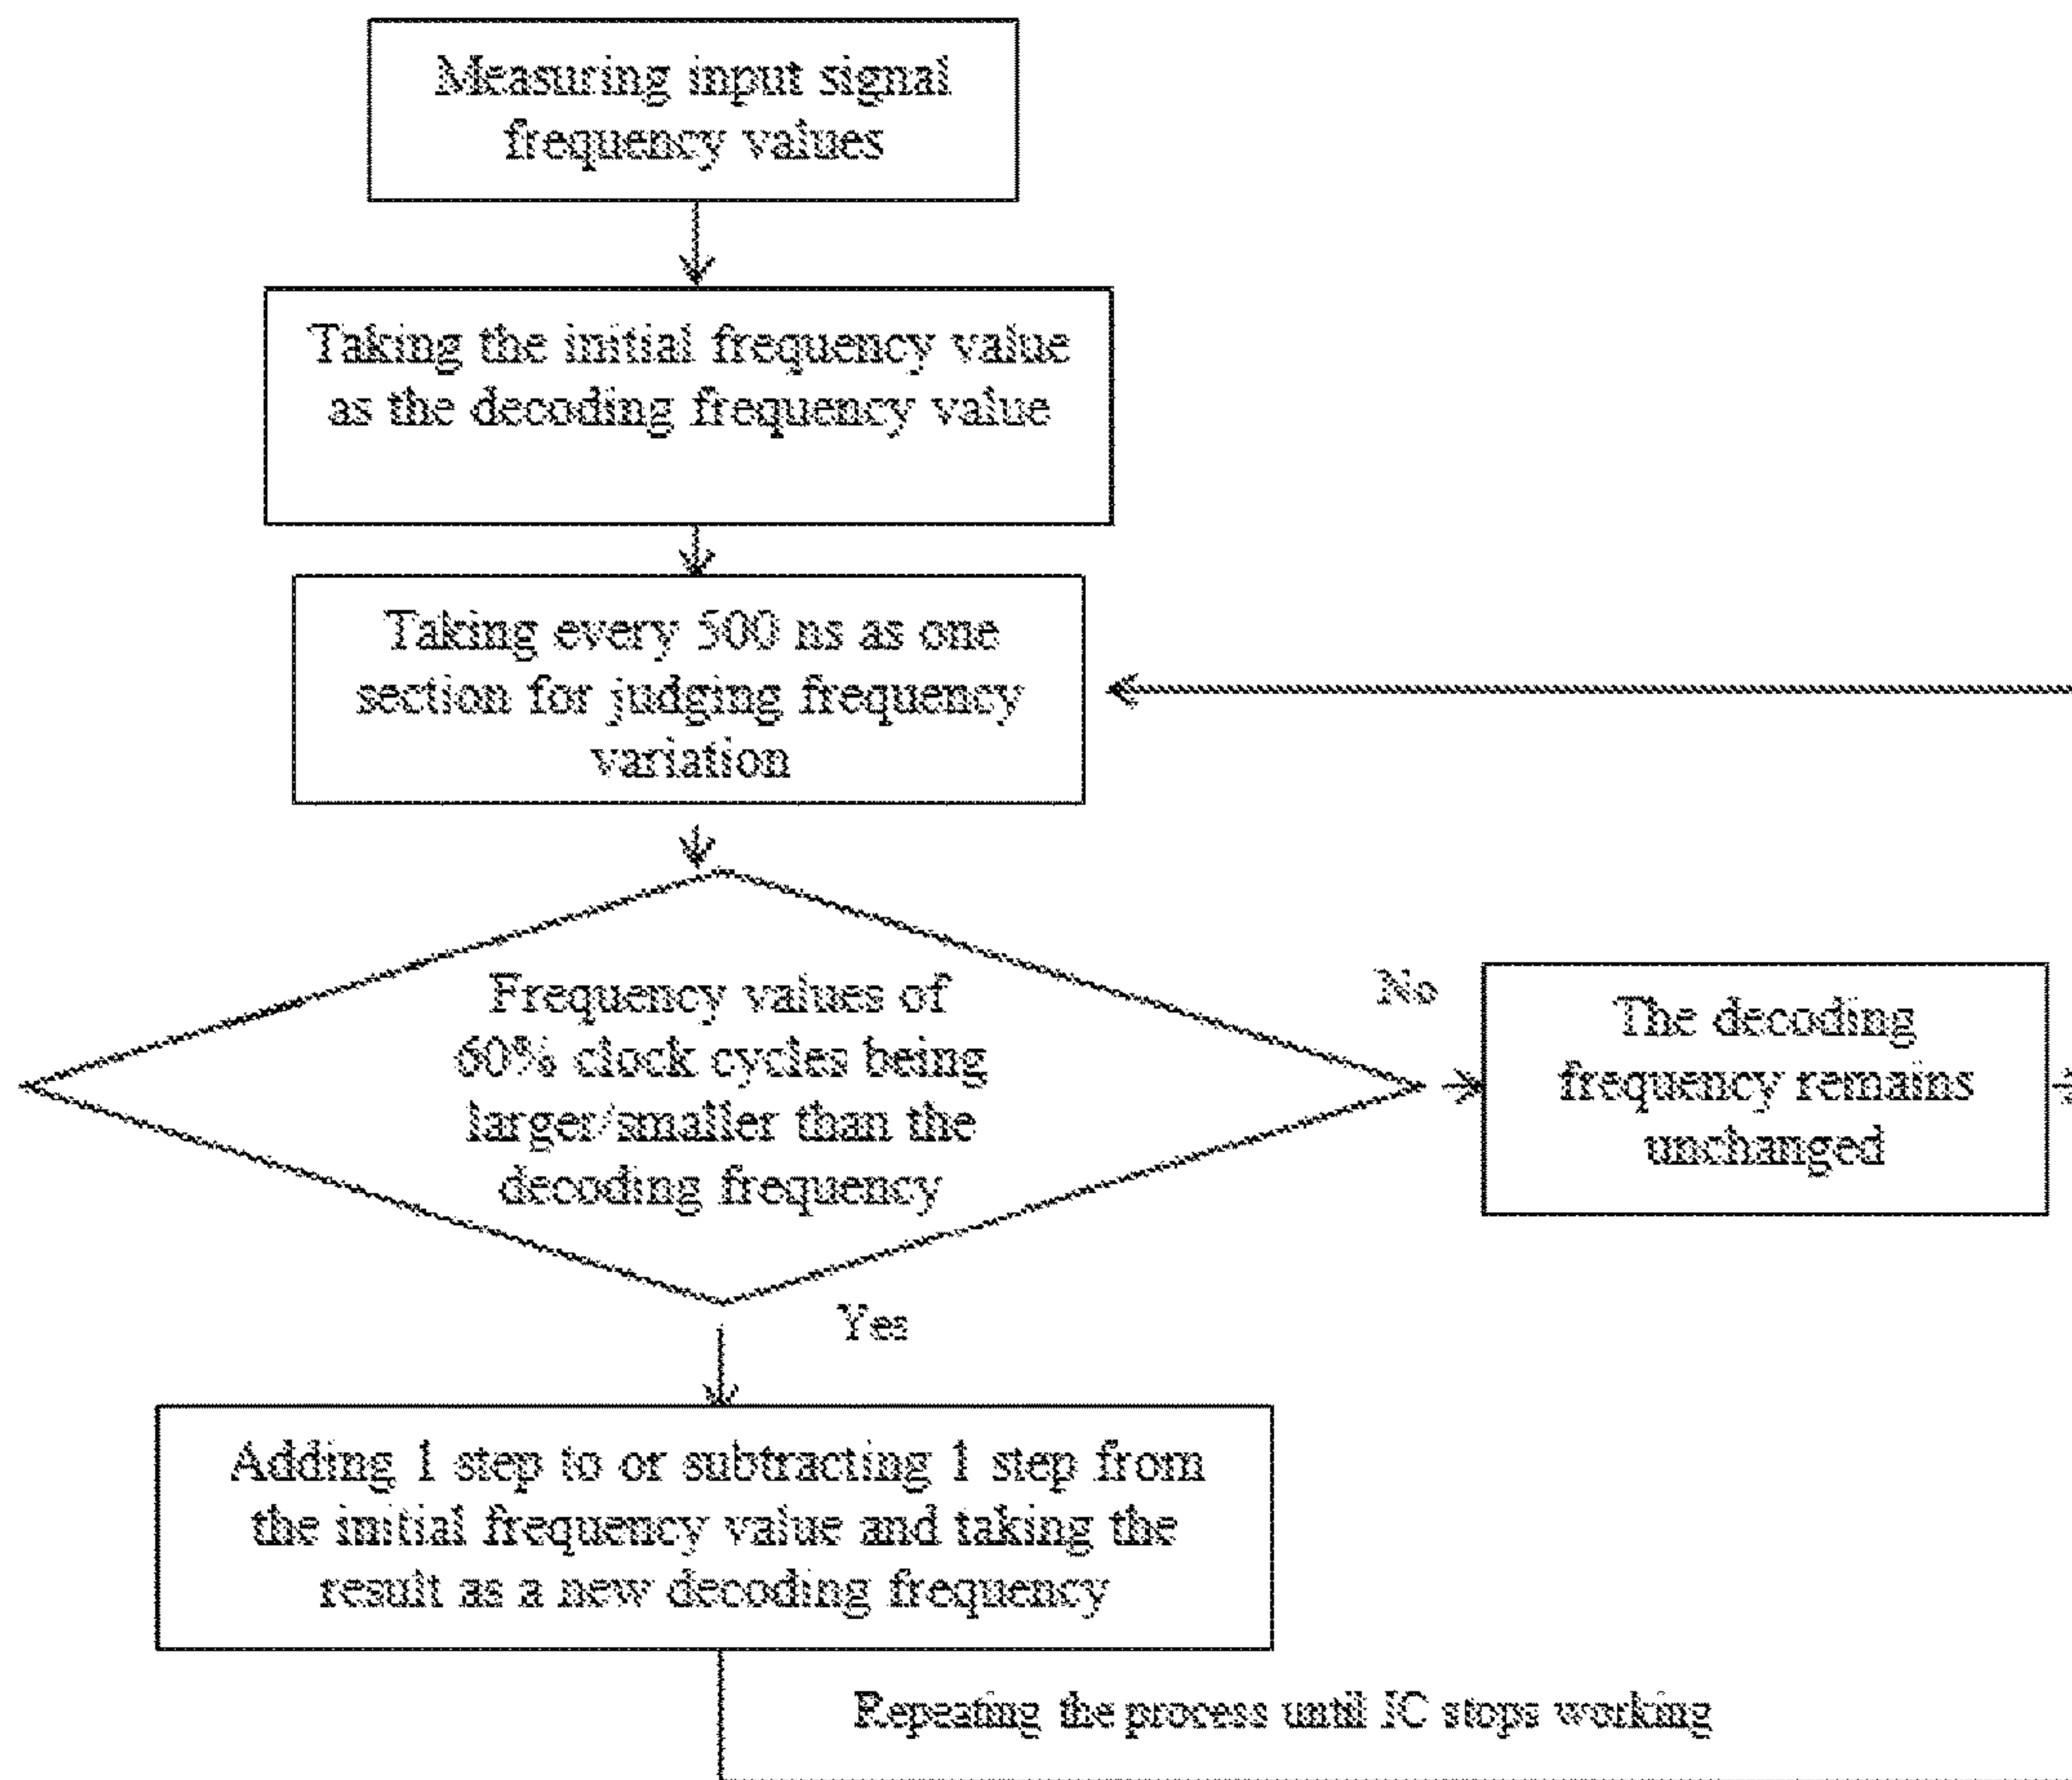 Measuring input signal
frequency values
Taking the initial frequency value
as the decoding frequency value
Taking every 500 ns as one
section for judging frequency
variation
Frequency values of
60% clock cycles being
larger/smaller than the
decoding frequency
No
The decoding
frequency remains
unchanged
Yes
Adding 1 step to or subtracting 1 step from
the initial frequency value and taking the
result as a new decoding frequency
Repeating the process until IC stops working